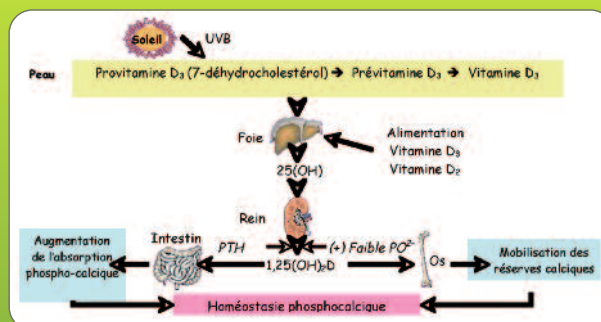 Soleil
UVB
Peau
Provitamine D₃ (7-déhydrocholestérol) → Prévitamine D₃ → Vitamine D₃
Foie
Alimentation
Vitamine D₃
Vitamine D₂
25(OH)
Rein
Augmentation
de l'absorption
phospho-calcique
Intestin
PTH
(+) Faible PO²⁻
1,25(OH)₂D
Os
Mobilisation des
réserves calciques
Homéostasie phosphocalcique